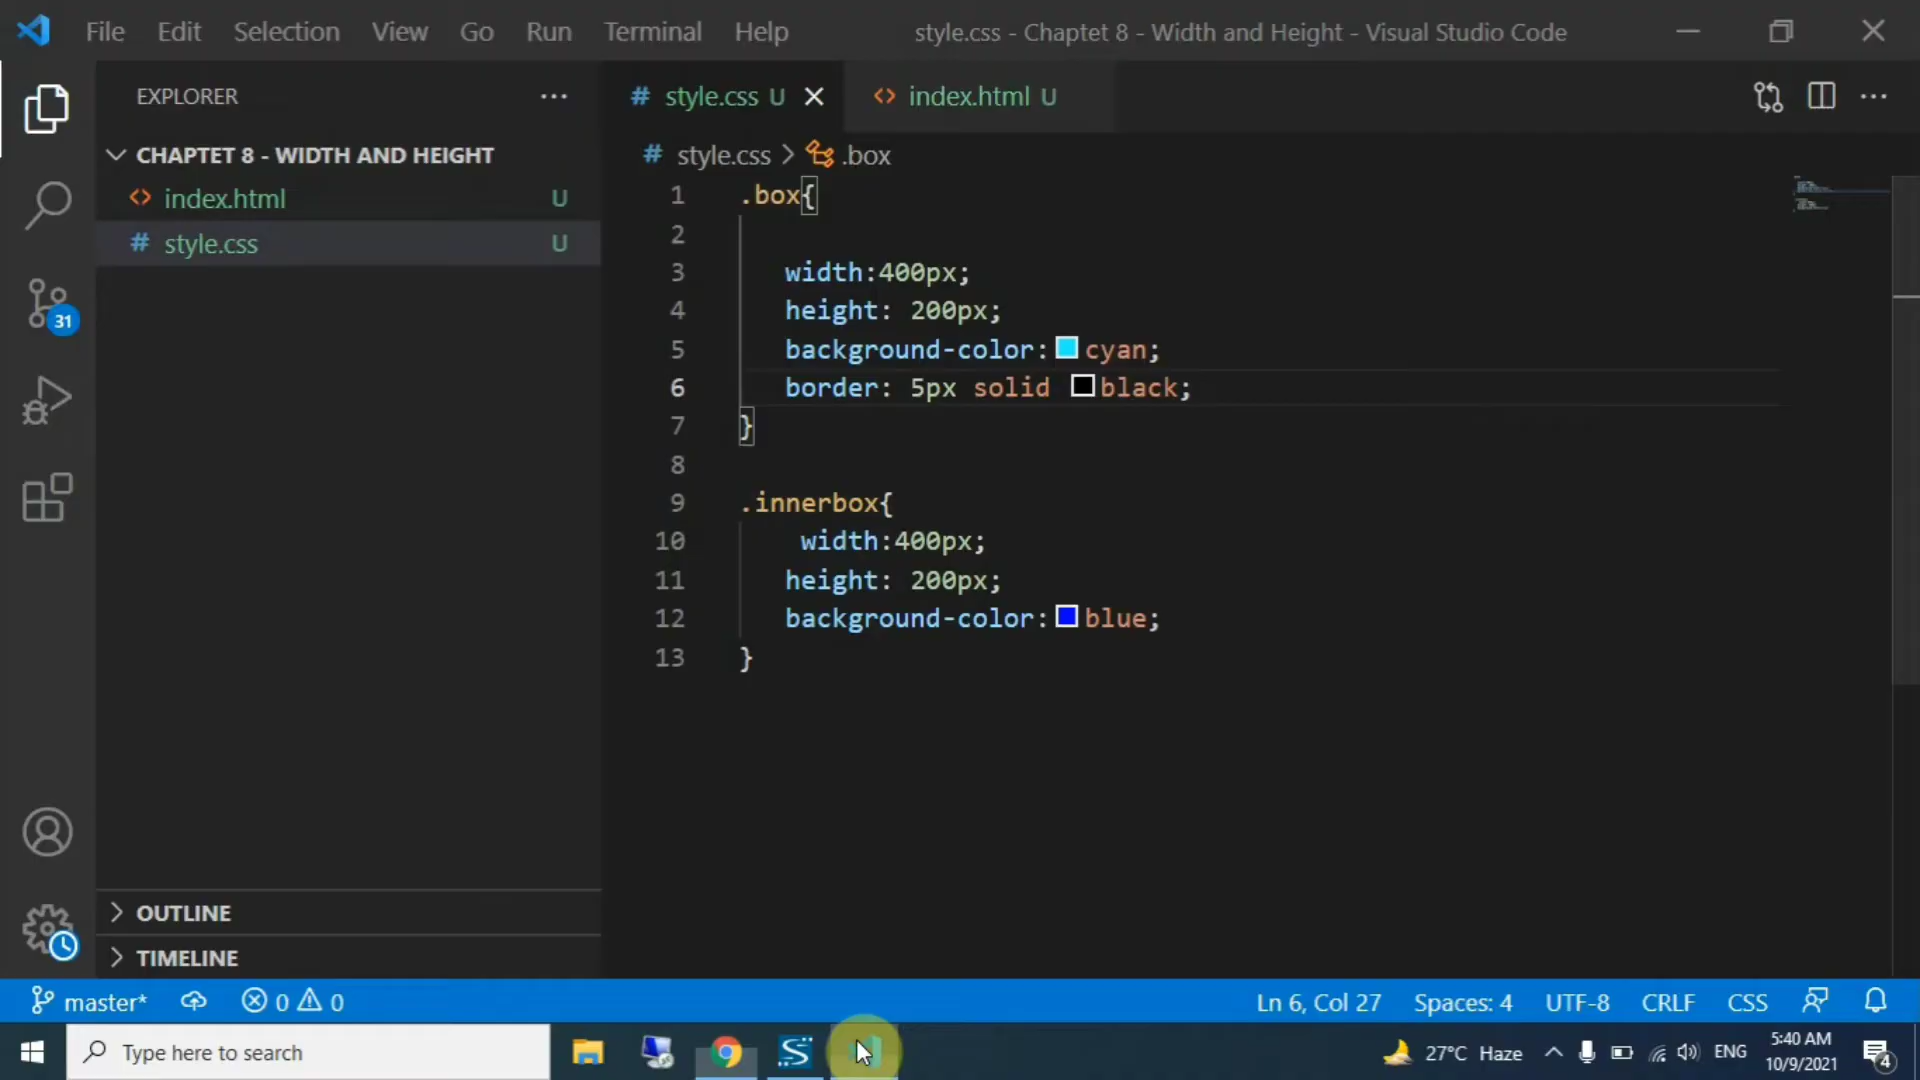 File Edit Selection View Go Run Terminal Help style.css - Chaptet 8 - Width and Height - Visual Studio Code
EXPLORER
# style.css U
<> index.html U
CHAPTET 8 - WIDTH AND HEIGHT
<> index.html U
# style.css U
# style.css > .box
1 .box{
2
3 width:400px;
4 height: 200px;
5 background-color: cyan;
6 border: 5px solid black;
7 }
8
9 .innerbox{
10 width:400px;
11 height: 200px;
12 background-color: blue;
13 }
31
OUTLINE
TIMELINE
master* 0 0 Ln 6, Col 27 Spaces: 4 UTF-8 CRLF CSS
Type here to search
27°C Haze ENG
5:40 AM
10/9/2021
4